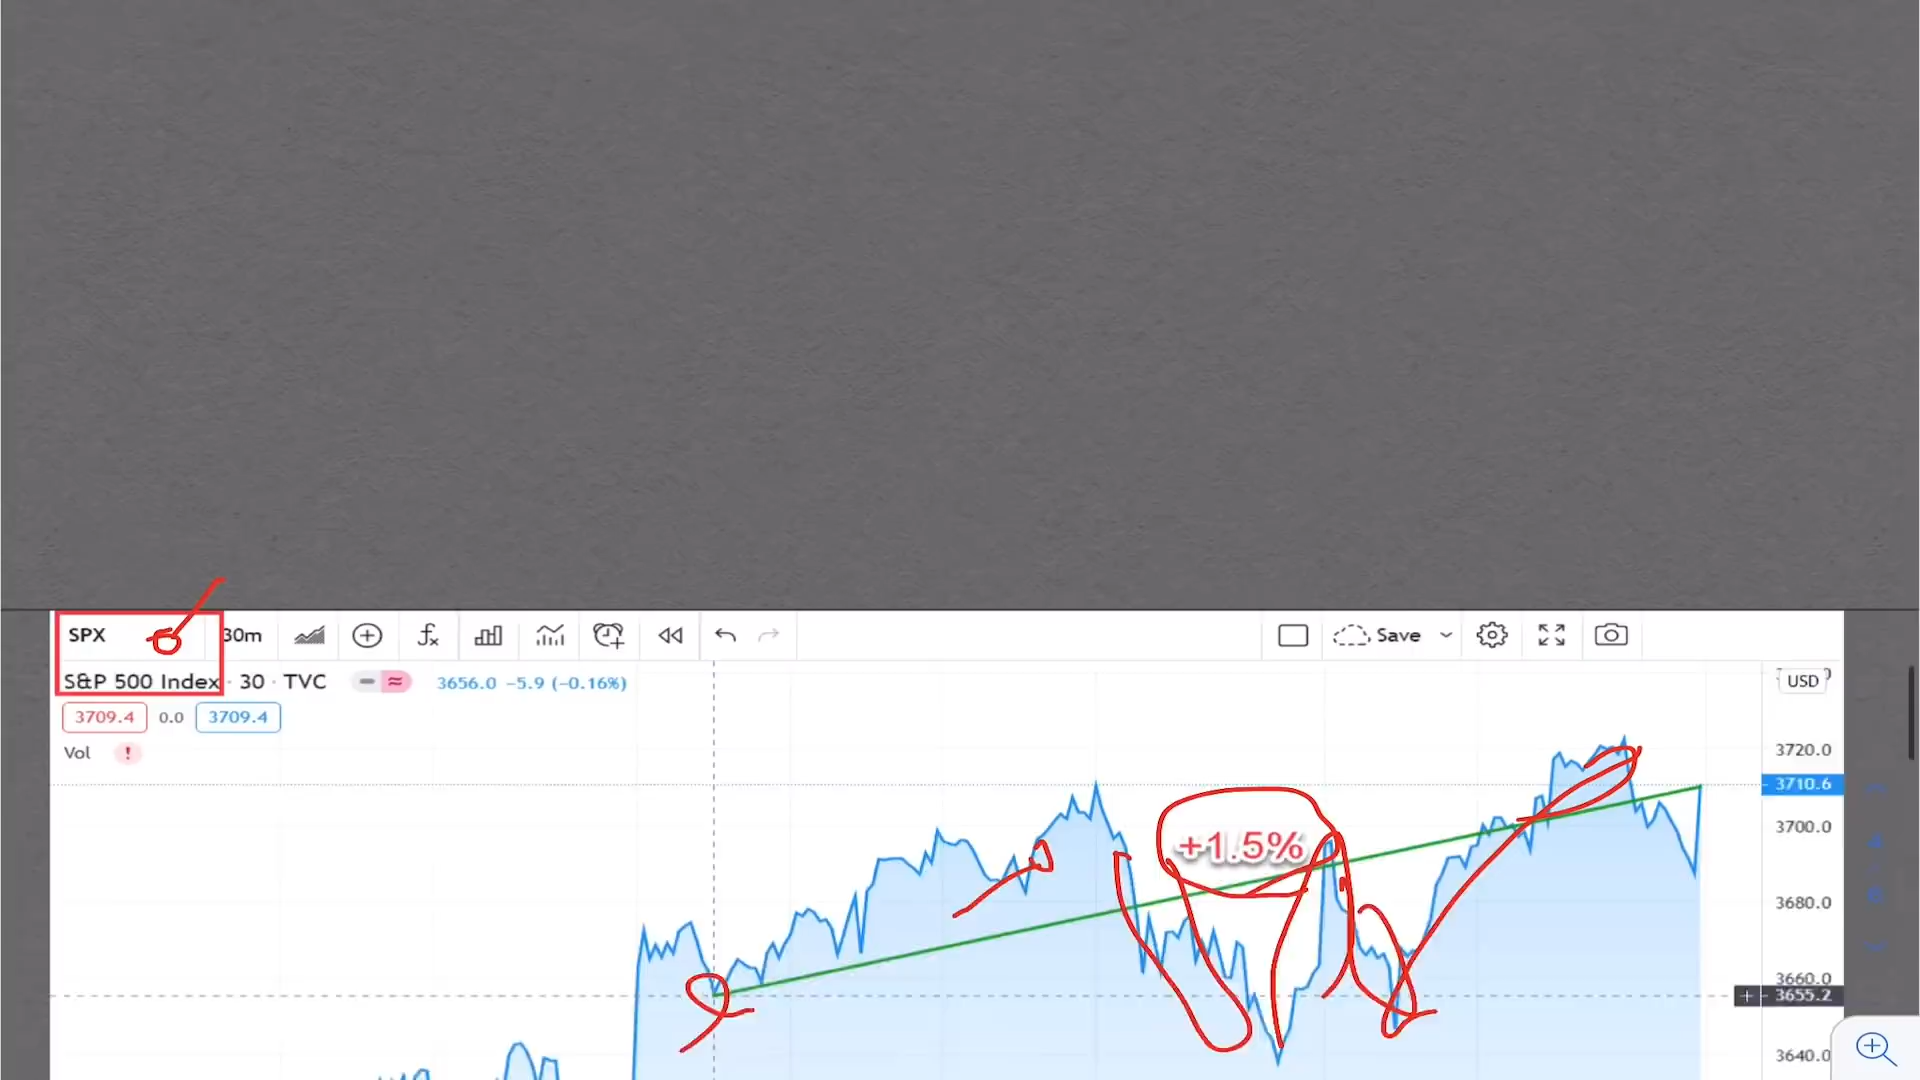 SPX 30m fx Save
S&P 500 Index · 30 · TVC 3656.0 −5.9 (−0.16%) USD
3709.4 0.0 3709.4
Vol !
3720.0
3710.6
+1.5%
3700.0
3680.0
3660.0
3655.2
3640.0